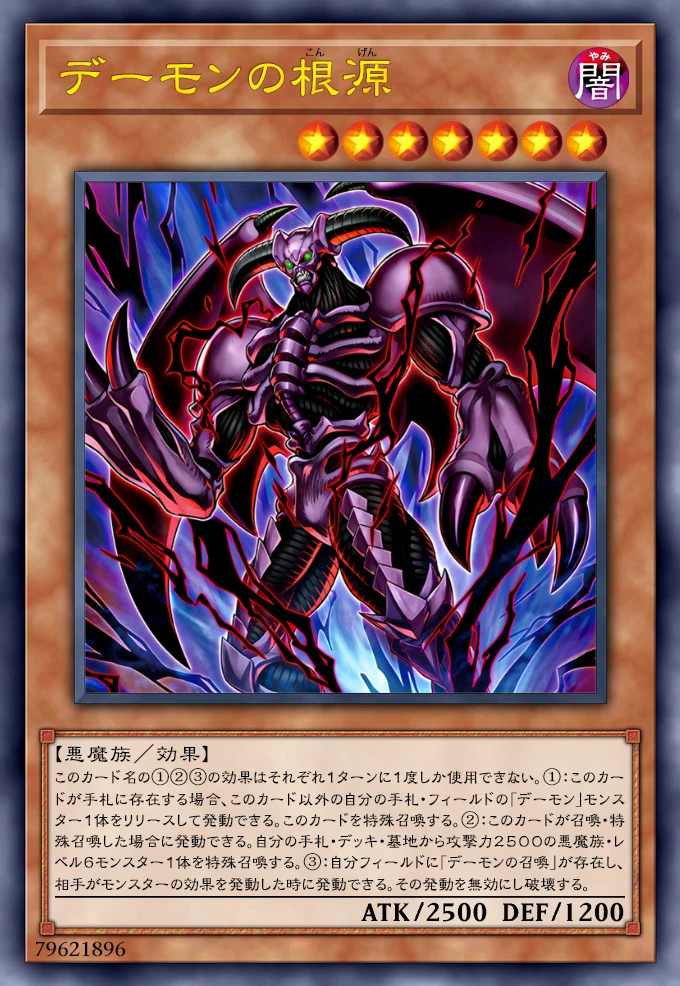 デーモンの根源
こん げん
闇
やみ
【悪魔族／効果】
このカード名の①②③の効果はそれぞれ1ターンに1度しか使用できない。①：このカー
ドが手札に存在する場合、このカード以外の自分の手札・フィールドの「デーモン」モンス
ター1体をリリースして発動できる。このカードを特殊召喚する。②：このカードが召喚・特
殊召喚した場合に発動できる。自分の手札・デッキ・墓地から攻撃力2500の悪魔族・レ
ベル6モンスター1体を特殊召喚する。③：自分フィールドに「デーモンの召喚」が存在し、
相手がモンスターの効果を発動した時に発動できる。その発動を無効にし破壊する。
ATK/2500 DEF/1200
79621896